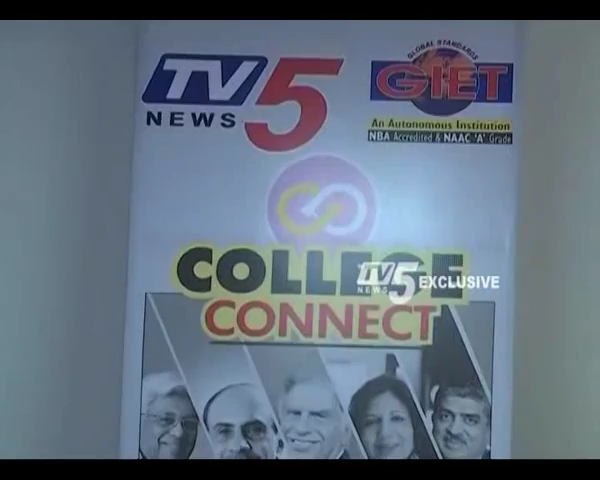 TV5
NEWS
GLOBAL STANDARDS
GIET
An Autonomous Institution
NBA Accredited & NAAC 'A' Grade
COLLEGE
CONNECT
TV5
NEWS
EXCLUSIVE